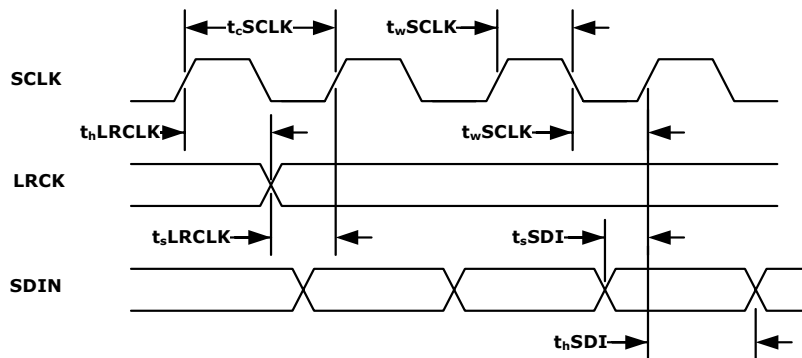 tcSCLK
twSCLK
SCLK
thLRCLK
twSCLK
LRCK
tsLRCLK
tsSDI
SDIN
thSDI